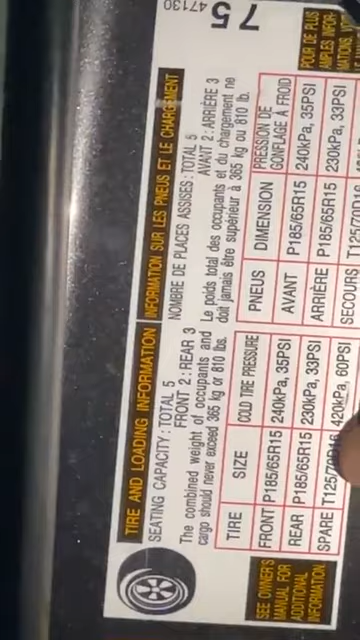 47130
75
TIRE AND LOADING INFORMATION
SEATING CAPACITY : TOTAL 5
FRONT 2 : REAR 3
The combined weight of occupants and
cargo should never exceed 365 kg or 810 lbs.
TIRE SIZE COLD TIRE PRESSURE
FRONT P185/65R15 240kPa, 35PSI
REAR P185/65R15 230kPa, 33PSI
SPARE 420kPa, 60PSI
SEE OWNER'S
MANUAL FOR
ADDITIONAL
INFORMATION
INFORMATION SUR LES PNEUS ET LE CHARGEMENT
NOMBRE DE PLACES ASSISES : TOTAL 5
AVANT 2 : ARRIÈRE 3
Le poids total des occupants et du chargement ne
doit jamais être supérieur à 365 kg ou 810 lb.
PNEUS DIMENSION PRESSION DE
GONFLAGE À FROID
AVANT P185/65R15 240kPa, 35PSI
ARRIÈRE P185/65R15 230kPa, 33PSI
SECOURS
POUR DE PLUS
AMPLES INFOR-